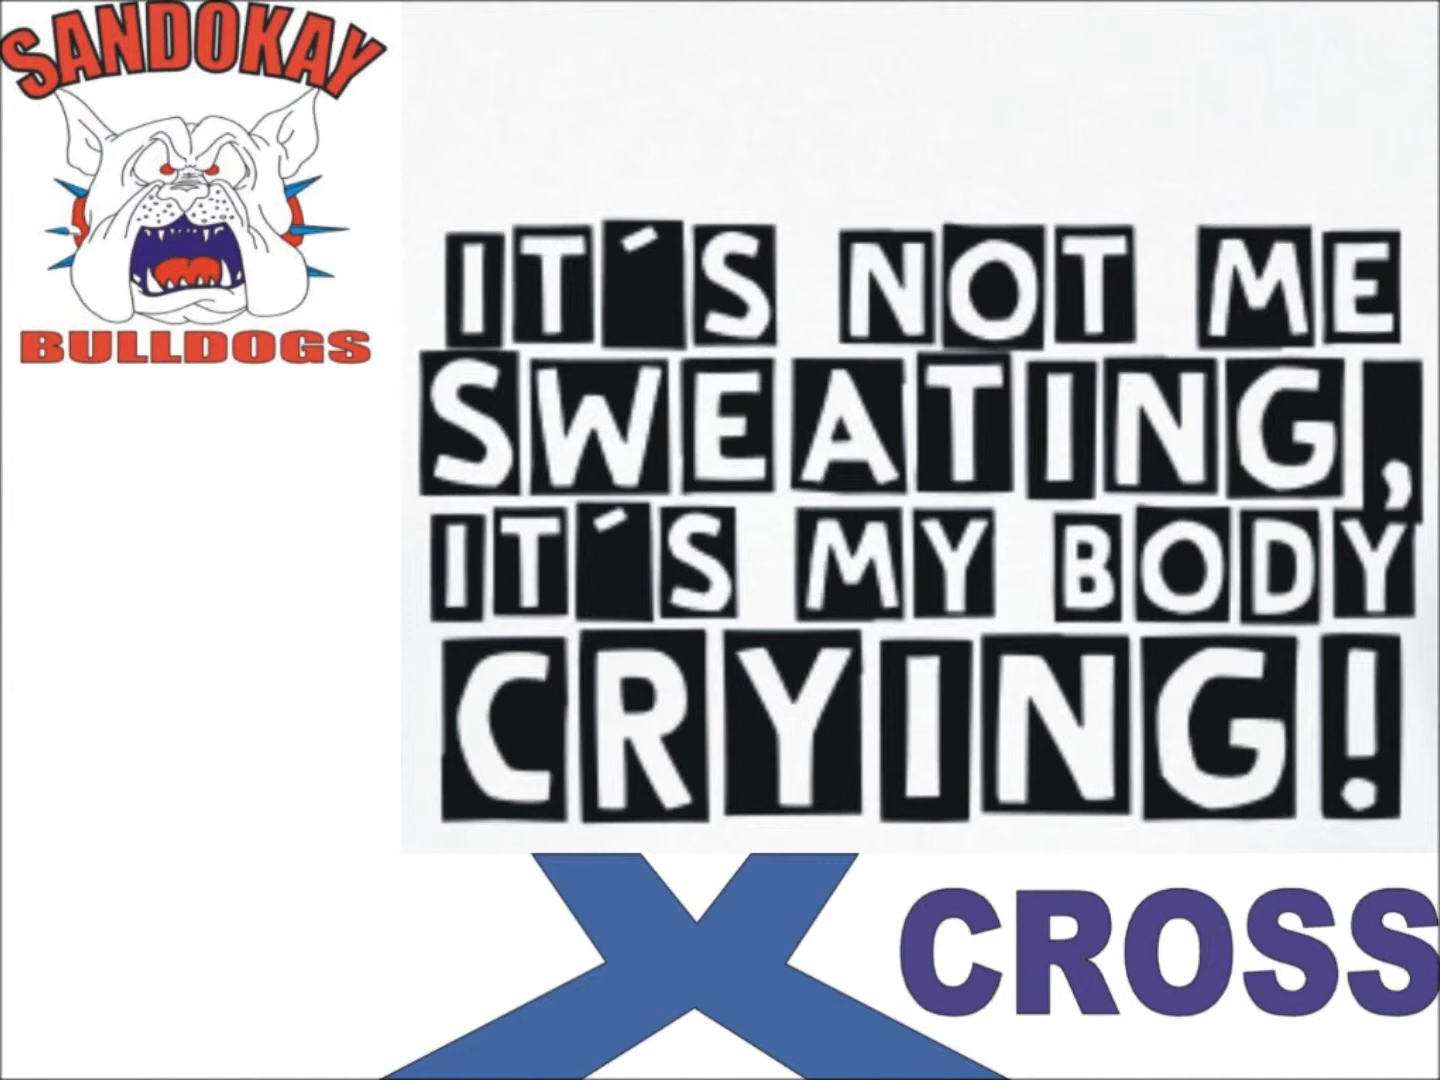 SANDOKAY
BULLDOGS
IT´S NOT ME
SWEATING,
IT´S MY BODY
CRYING!
X CROSS